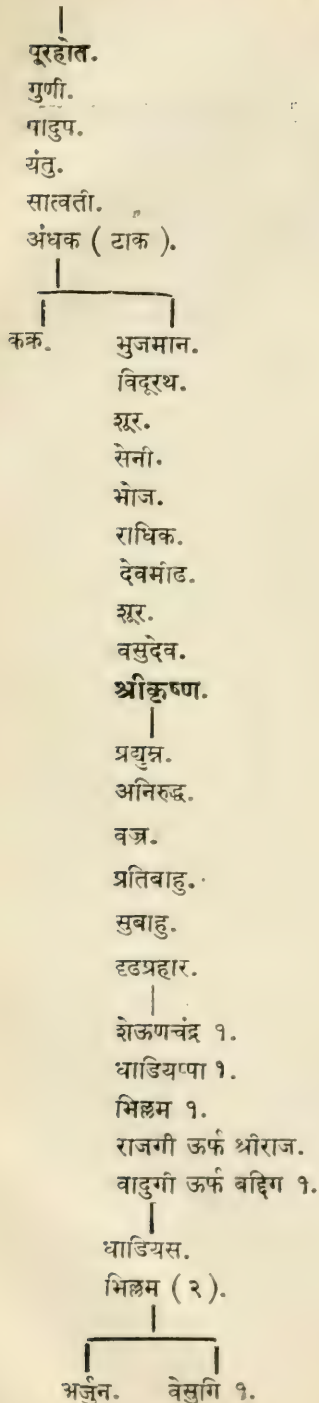 पूरहोत.
गुणी.
पादुप.
यंतु.
सात्वती.
अंधक ( टाक ).
कक्र. भुजमान.
विदूरथ.
शूर.
सेनी.
भोज.
राधिक.
देवमीढ.
शूर.
वसुदेव.
श्रीकृष्ण.
प्रद्युम्न.
अनिरुद्ध.
वज्र.
प्रतिबाहु.
सुबाहु.
दृढप्रहार.
शेऊणचंद्र १.
धाडियप्पा १.
भिल्लम १.
राजगी ऊर्फ श्रीराज.
वादुगी ऊर्फ बद्दिग १.
धाडियस.
भिल्लम ( २ ).
अर्जुन. वेसुगि १.